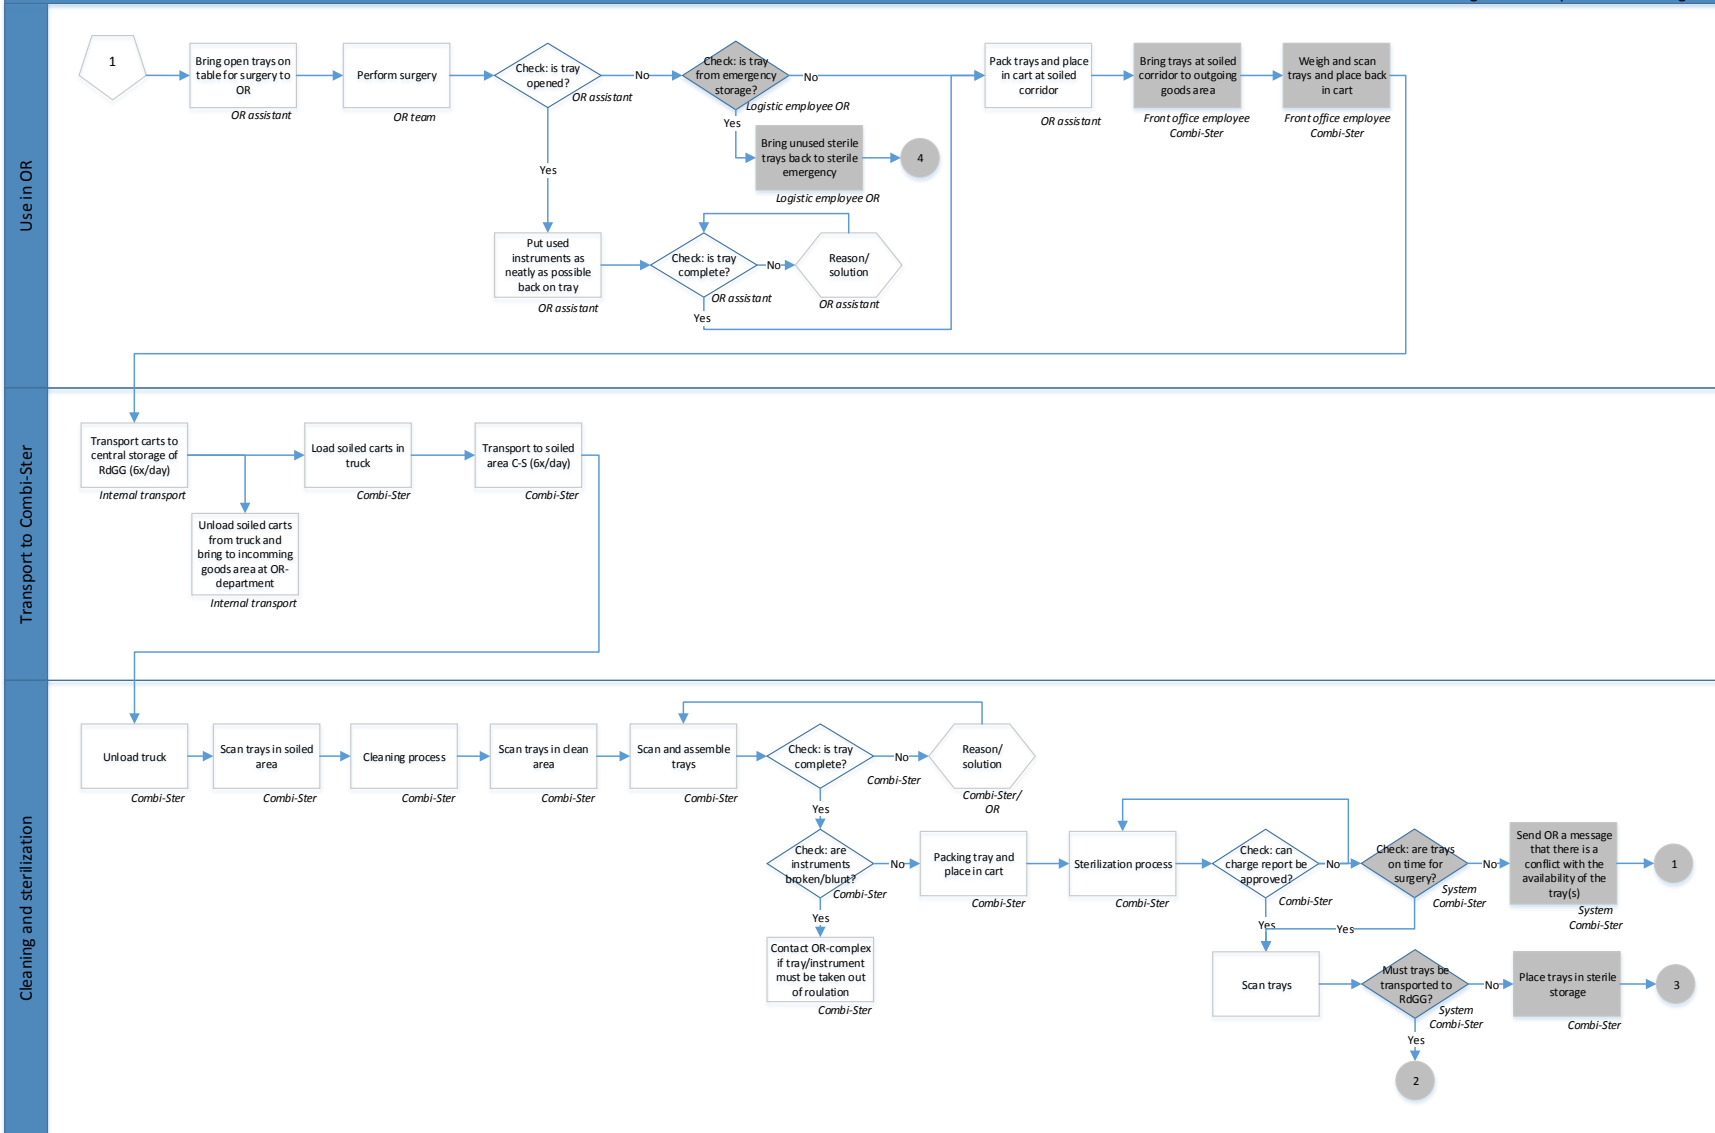 Use in OR
1
Bring open trays on
table for surgery to
OR
OR assistant
Perform surgery
OR team
Check: is tray
opened?
OR assistant
No
Check: is tray
from emergency
storage?
Logistic employee OR
No
Pack trays and place
in cart at soiled
corridor
OR assistant
Bring trays at soiled
corridor to outgoing
goods area
Front office employee
Combi-Ster
Weigh and scan
trays and place back
in cart
Front office employee
Combi-Ster
Yes
Bring unused sterile
trays back to sterile
emergency
Logistic employee OR
4
Yes
Put used
instruments as
neatly as possible
back on tray
OR assistant
Check: is tray
complete?
OR assistant
No
Reason/
solution
OR assistant
Yes
Transport to Combi-Ster
Transport carts to
central storage of
RdGG (6x/day)
Internal transport
Load soiled carts in
truck
Combi-Ster
Transport to soiled
area C-S (6x/day)
Combi-Ster
Unload soiled carts
from truck and
bring to incomming
goods area at OR-
department
Internal transport
Cleaning and sterilization
Unload truck
Combi-Ster
Scan trays in soiled
area
Combi-Ster
Cleaning process
Combi-Ster
Scan trays in clean
area
Combi-Ster
Scan and assemble
trays
Combi-Ster
Check: is tray
complete?
Combi-Ster
No
Reason/
solution
Combi-Ster/
OR
Yes
Check: are
instruments
broken/blunt?
Combi-Ster
No
Packing tray and
place in cart
Combi-Ster
Sterilization process
Combi-Ster
Check: can
charge report be
approved?
Combi-Ster
No
Check: are trays
on time for
surgery?
System
Combi-Ster
No
Send OR a message
that there is a
conflict with the
availability of the
tray(s)
System
Combi-Ster
1
Yes
Contact OR-complex
if tray/instrument
must be taken out
of roulation
Combi-Ster
Yes
Yes
Scan trays
Must trays be
transported to
RdGG?
System
Combi-Ster
No
Place trays in sterile
storage
Combi-Ster
3
Yes
2